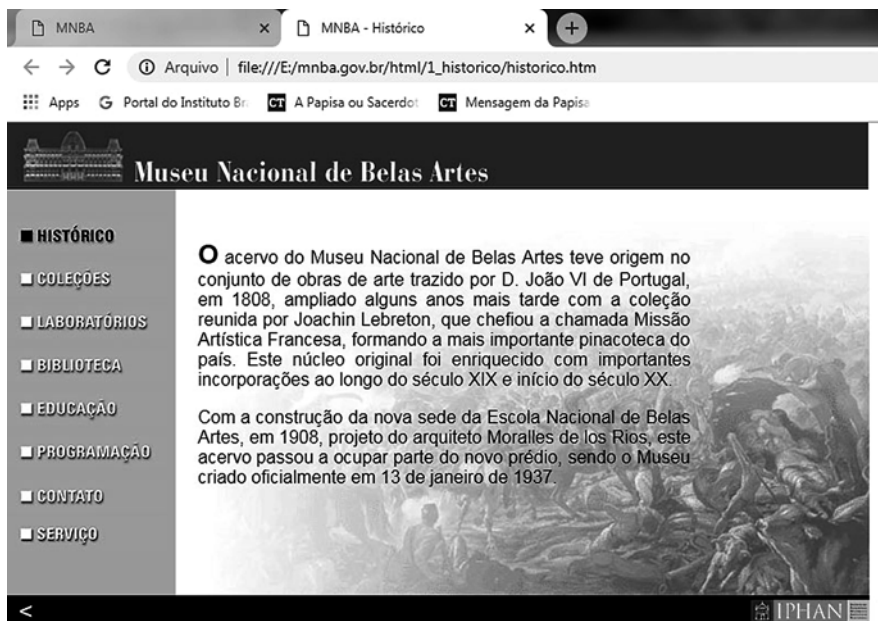 MNBA
MNBA - Histórico
Arquivo | file:///E:/mnba.gov.br/html/1_historico/historico.htm
Apps G Portal do Instituto Br CT A Papisa ou Sacerdot CT Mensagem da Papisa
Museu Nacional de Belas Artes
HISTÓRICO
COLEÇÕES
LABORATÓRIOS
BIBLIOTECA
EDUCAÇÃO
PROGRAMAÇÃO
CONTATO
SERVIÇO
O acervo do Museu Nacional de Belas Artes teve origem no
conjunto de obras de arte trazido por D. João VI de Portugal,
em 1808, ampliado alguns anos mais tarde com a coleção
reunida por Joachin Lebreton, que chefiou a chamada Missão
Artística Francesa, formando a mais importante pinacoteca do
país. Este núcleo original foi enriquecido com importantes
incorporações ao longo do século XIX e início do século XX.
Com a construção da nova sede da Escola Nacional de Belas
Artes, em 1908, projeto do arquiteto Moralles de los Rios, este
acervo passou a ocupar parte do novo prédio, sendo o Museu
criado oficialmente em 13 de janeiro de 1937.
< IPHAN